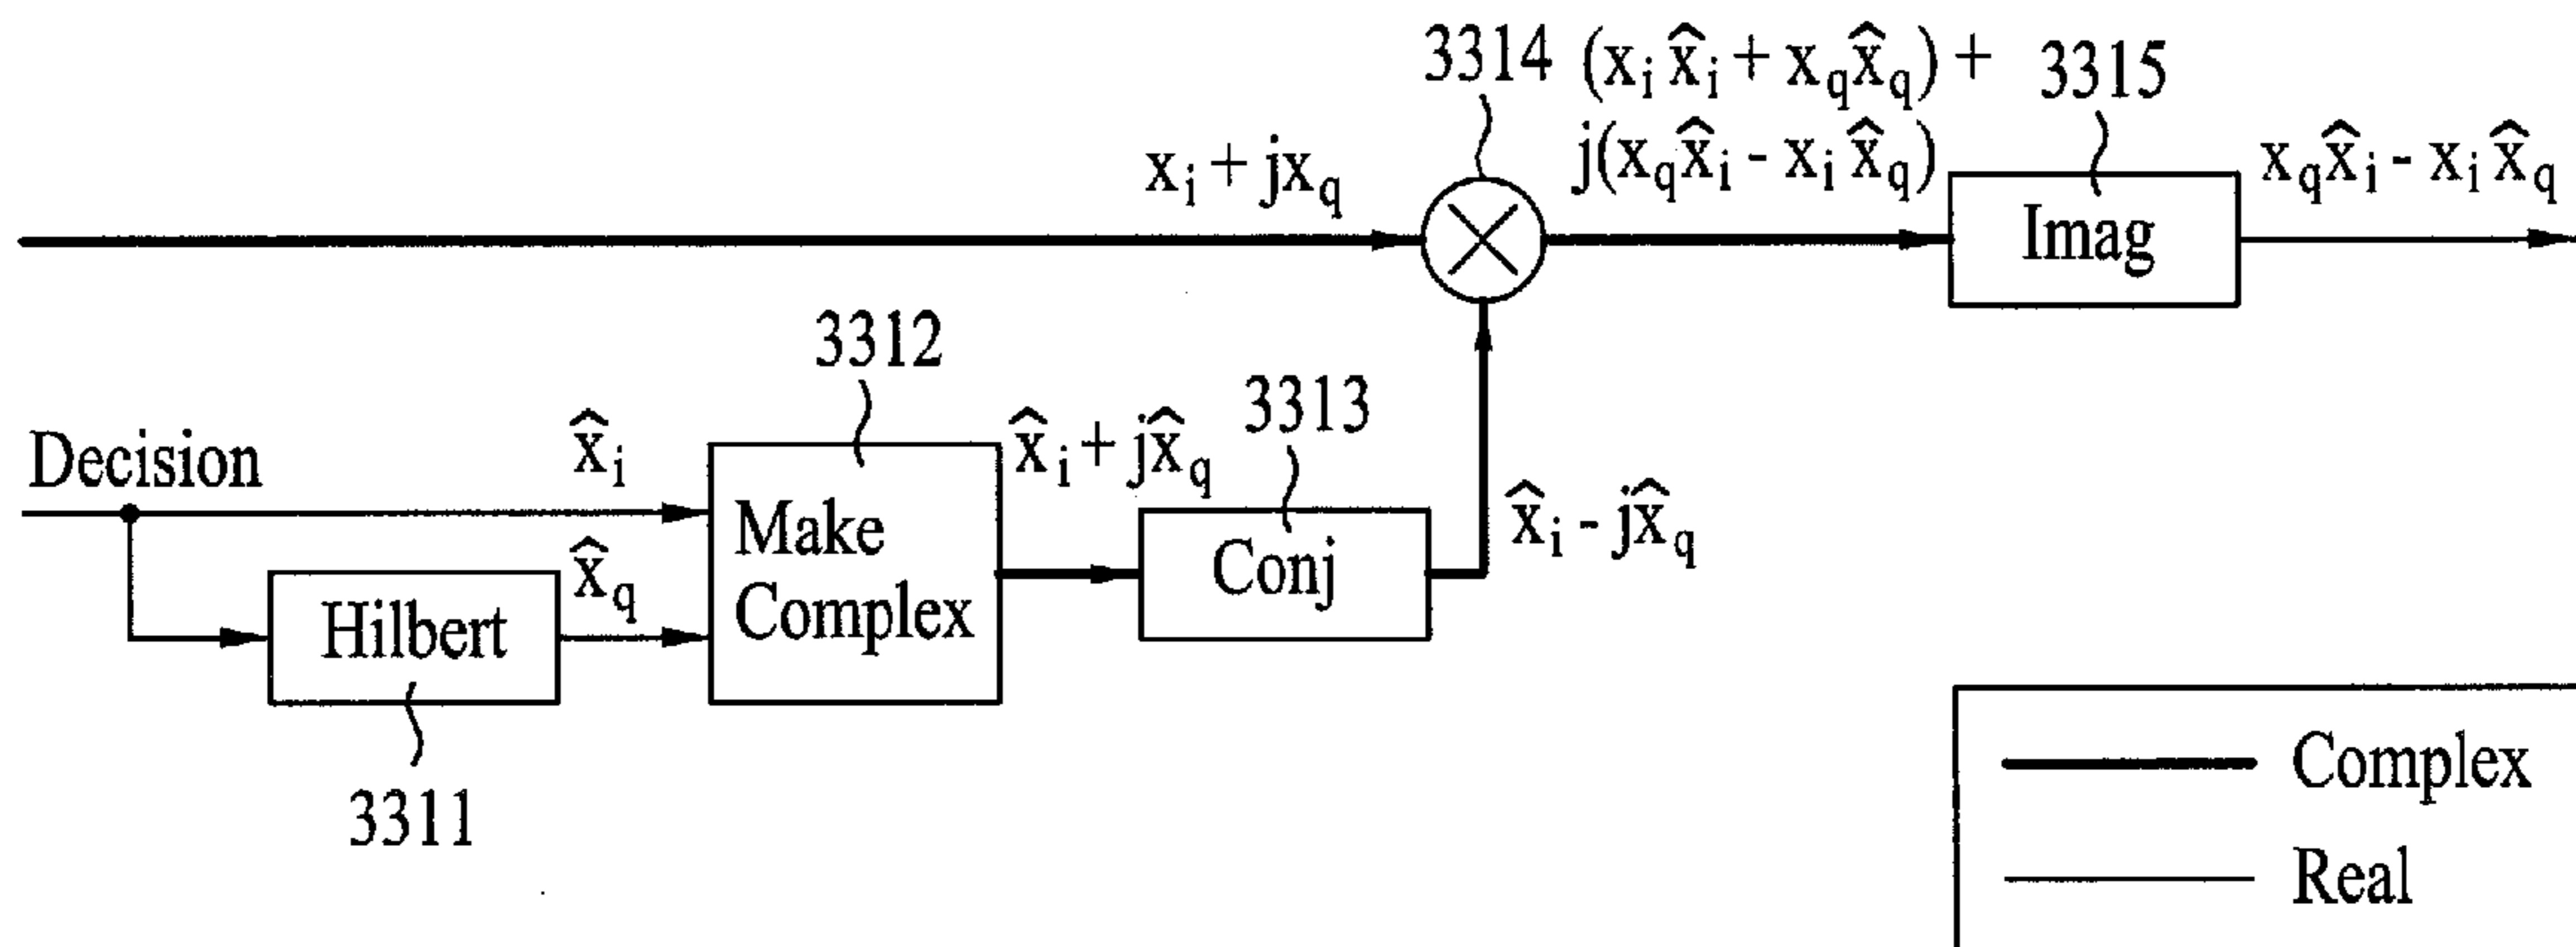 3314 (x_i x̂_i + x_q x̂_q) + 3315
x_i + jx_q j(x_q x̂_i - x_i x̂_q) x_q x̂_i - x_i x̂_q
Imag
3312
3313
Decision x̂_i x̂_i + jx̂_q
x̂_i - jx̂_q
Make
Complex
Conj
x̂_q
Hilbert
3311
Complex
Real